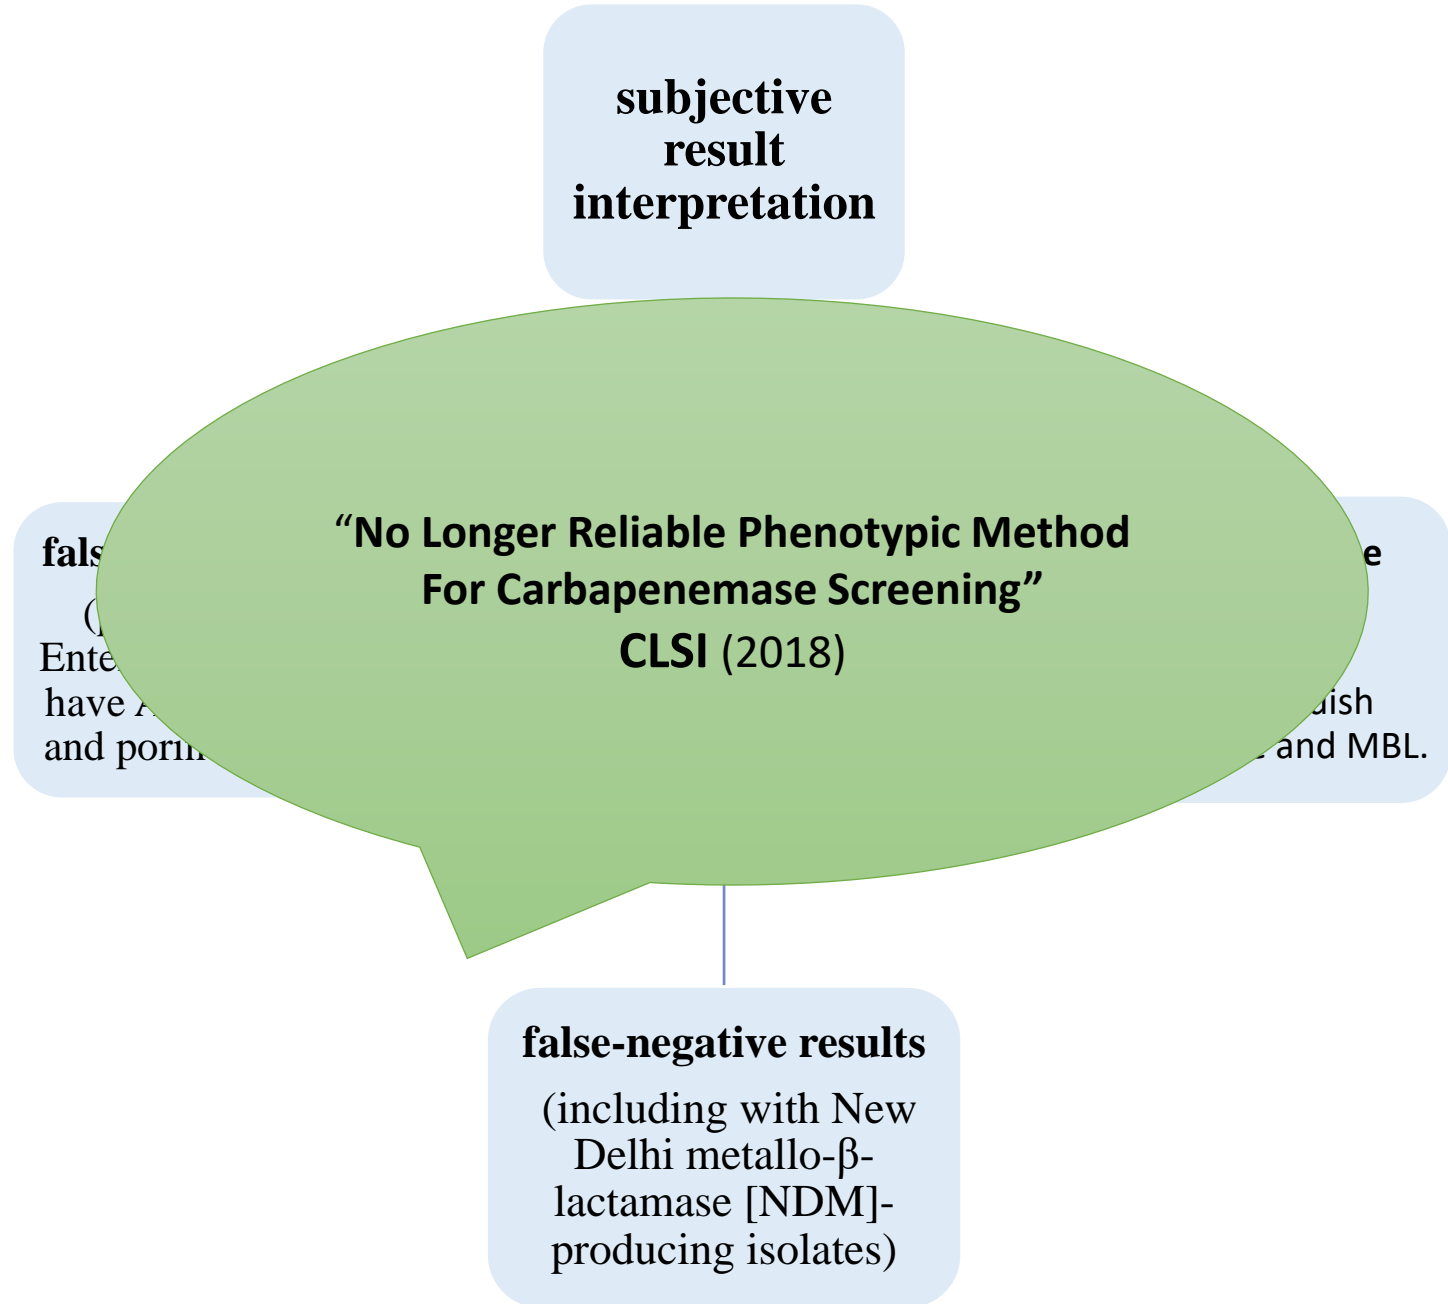 subjective
result
interpretation
“No Longer Reliable Phenotypic Method
For Carbapenemase Screening”
CLSI (2018)
have
and
and MBL.
false-negative results
(including with New
Delhi metallo-β-
lactamase [NDM]-
producing isolates)